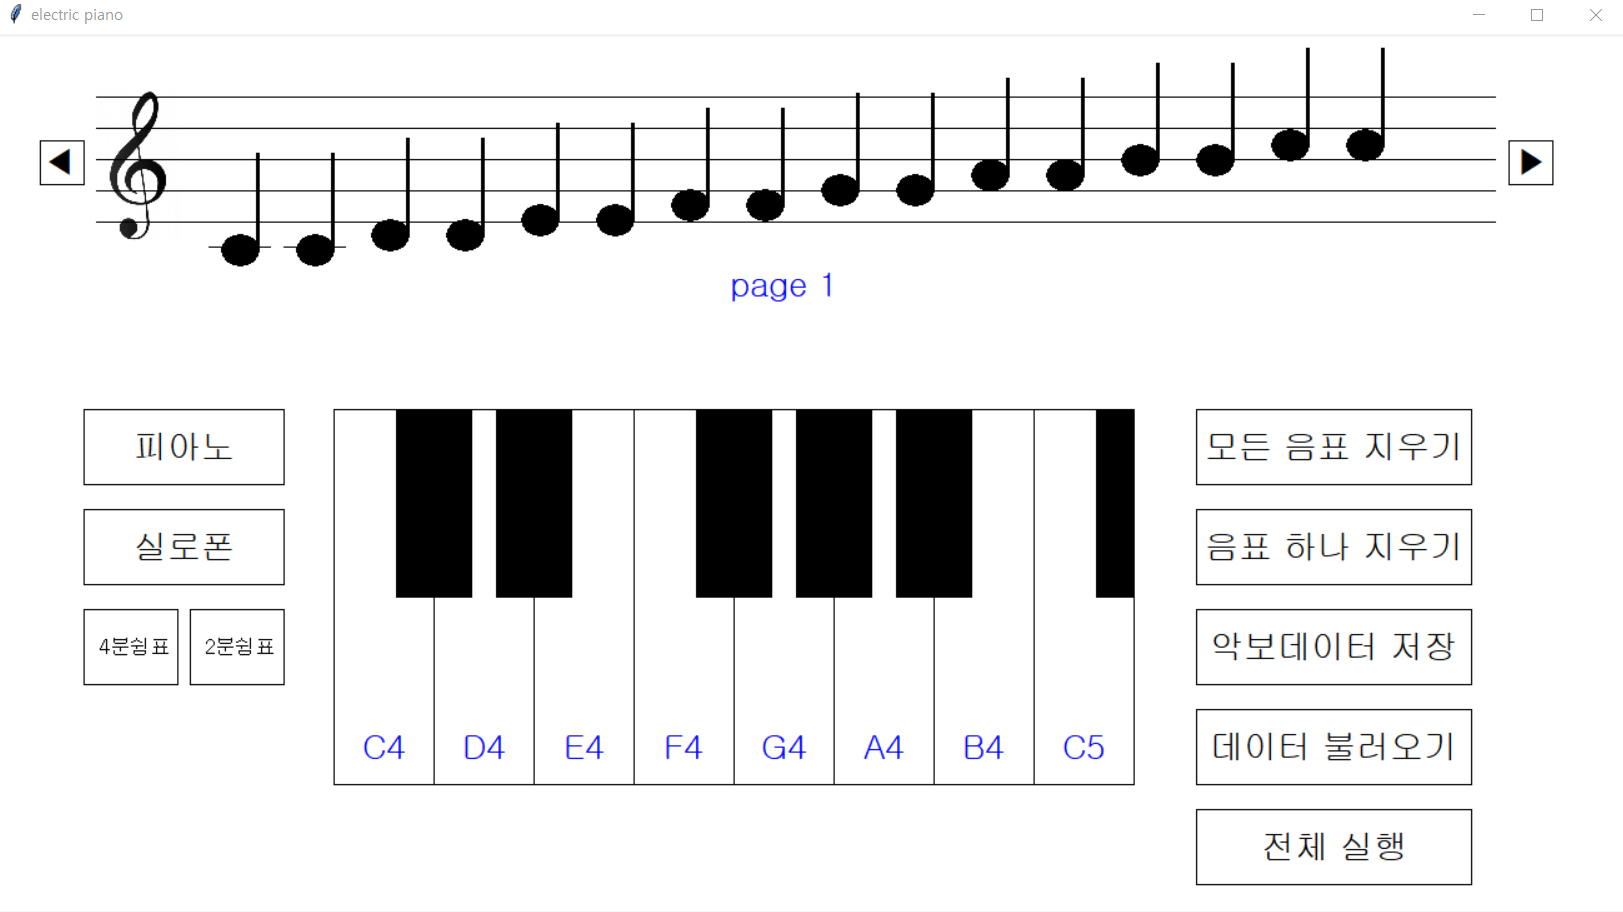 electric piano
page 1
피아노
실로폰
4분쉼표 2분쉼표
C4 D4 E4 F4 G4 A4 B4 C5
모든 음표 지우기
음표 하나 지우기
악보데이터 저장
데이터 불러오기
전체 실행